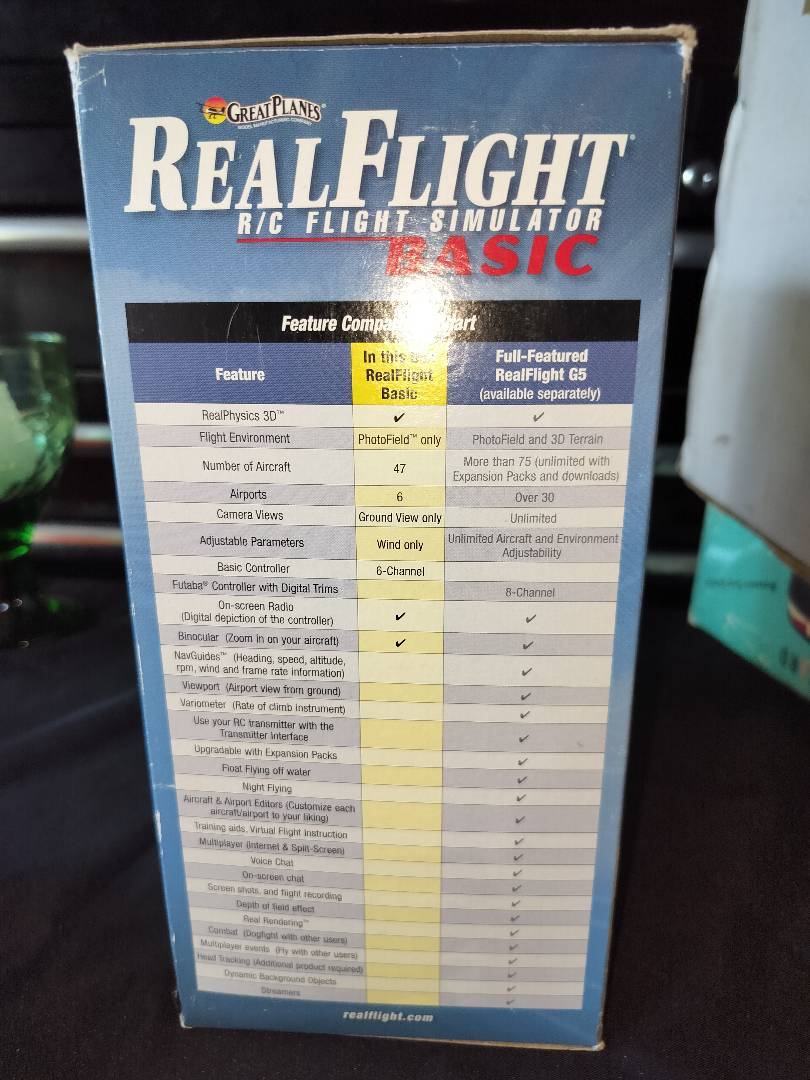 GREAT PLANES®
MODEL MANUFACTURING COMPANY
REALFLIGHT®
R/C FLIGHT SIMULATOR
BASIC
Feature
Feature In this RealFlight Basic Full-Featured RealFlight G5 (available separately)
RealPhysics 3D™ ✔ ✔
Flight Environment PhotoField™ only PhotoField and 3D Terrain
Number of Aircraft 47 More than 75 (unlimited with Expansion Packs and downloads)
Airports 6 Over 30
Camera Views Ground View only Unlimited
Adjustable Parameters Wind only Unlimited Aircraft and Environment Adjustability
Basic Controller 6-Channel
Futaba® Controller with Digital Trims 8-Channel
On-screen Radio (Digital depiction of the controller) ✔ ✔
Binocular (Zoom in on your aircraft) ✔ ✔
NavGuides™ (Heading, speed, altitude, rpm, wind and frame rate information) ✔
Viewport (Airport view from ground) ✔
Variometer (Rate of climb instrument) ✔
Use your RC transmitter with the Transmitter Interface ✔
Upgradable with Expansion Packs ✔
Float Flying off water ✔
Night Flying ✔
Aircraft & Airport Editors (Customize each aircraft/airport to your liking) ✔
Training aids, Virtual Flight Instruction ✔
Multiplayer (Internet & Split-Screen) ✔
Voice Chat ✔
On-screen chat ✔
Screen shots, and flight recording ✔
Depth of field effect ✔
Real Rendering™ ✔
Combat (Dogfight with other users) ✔
Multiplayer events (Fly with other users) ✔
Head Tracking (Additional product required) ✔
Dynamic Background Objects ✔
Streamers ✔
realflight.com